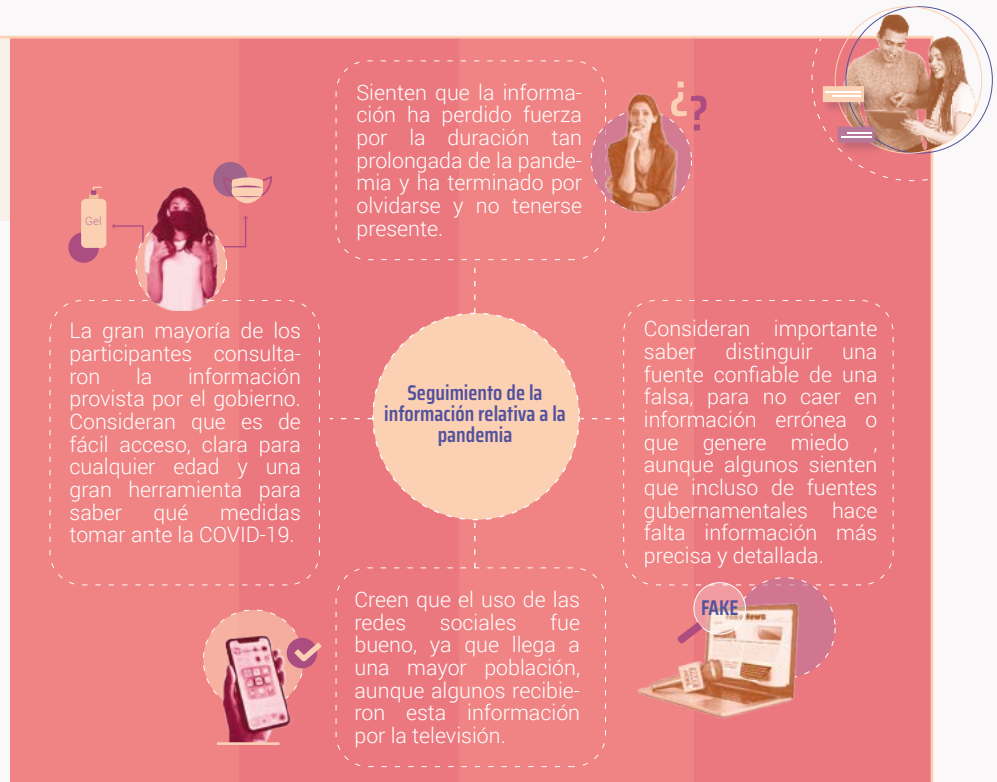 Sienten que la informa-
ción ha perdido fuerza
por la duración tan
prolongada de la pande-
mia y ha terminado por
olvidarse y no tenerse
presente.
¿?
Gel
La gran mayoría de los
participantes consulta-
ron la información
provista por el gobierno.
Consideran que es de
fácil acceso, clara para
cualquier edad y una
gran herramienta para
saber qué medidas
tomar ante la COVID-19.
Seguimiento de la
información relativa a la
pandemia
Consideran importante
saber distinguir una
fuente confiable de una
falsa, para no caer en
información errónea o
que genere miedo ,
aunque algunos sienten
que incluso de fuentes
gubernamentales hace
falta información más
precisa y detallada.
Creen que el uso de las
redes sociales fue
bueno, ya que llega a
una mayor población,
aunque algunos recibie-
ron esta información
por la televisión.
FAKE
FAKE News